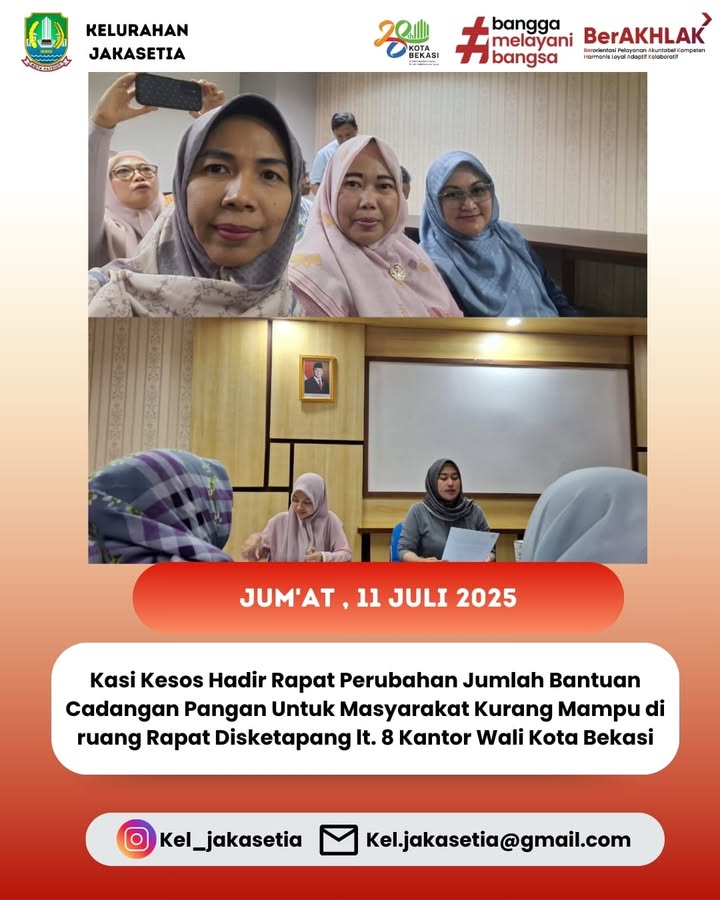 KELURAHAN
JAKASETIA
KOTA
BEKASI
#bangga
melayani
bangsa
BerAKHLAK
Berorientasi Pelayanan Akuntabel Kompeten
Harmonis Loyal Adaptif Kolaboratif
JUM'AT , 11 JULI 2025
Kasi Kesos Hadir Rapat Perubahan Jumlah Bantuan
Cadangan Pangan Untuk Masyarakat Kurang Mampu di
ruang Rapat Disketapang lt. 8 Kantor Wali Kota Bekasi
Kel_jakasetia
Kel.jakasetia@gmail.com